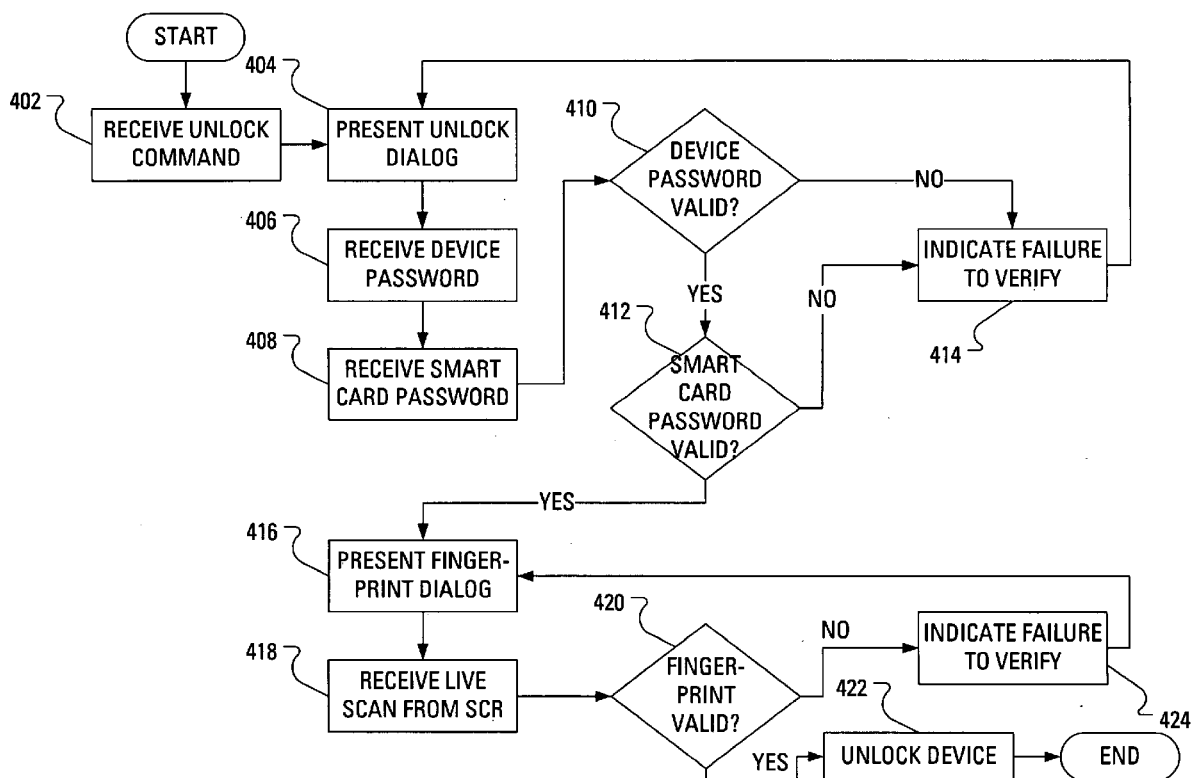 START
402
RECEIVE UNLOCK
COMMAND
404
PRESENT UNLOCK
DIALOG
406
RECEIVE DEVICE
PASSWORD
408
RECEIVE SMART
CARD PASSWORD
410
DEVICE
PASSWORD
VALID?
NO
YES
412
SMART
CARD
PASSWORD
VALID?
NO
INDICATE FAILURE
TO VERIFY
414
YES
416
PRESENT FINGER-
PRINT DIALOG
418
RECEIVE LIVE
SCAN FROM SCR
420
FINGER-
PRINT
VALID?
NO
INDICATE FAILURE
TO VERIFY
424
YES
422
UNLOCK DEVICE
END